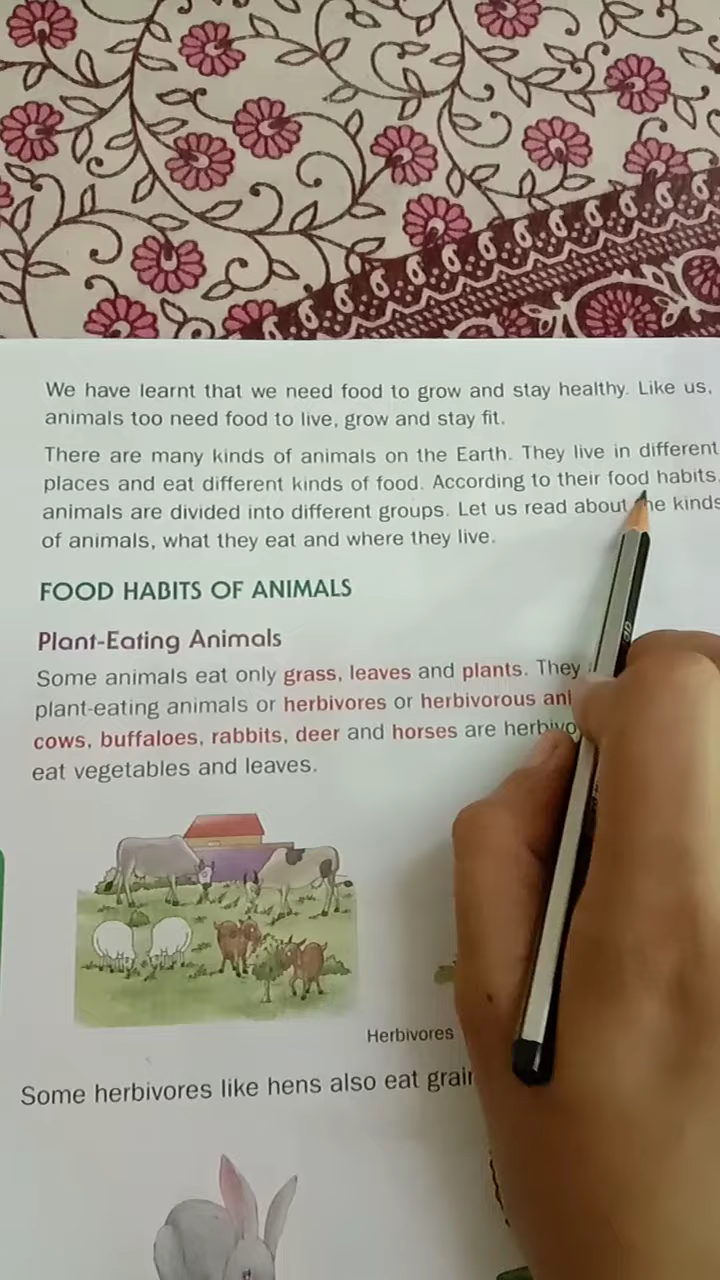 We have learnt that we need food to grow and stay healthy. Like us,
animals too need food to live, grow and stay fit.
There are many kinds of animals on the Earth. They live in different
places and eat different kinds of food. According to their food habits,
animals are divided into different groups. Let us read about the kinds
of animals, what they eat and where they live.
FOOD HABITS OF ANIMALS
Plant-Eating Animals
Some animals eat only grass, leaves and plants. They
plant-eating animals or herbivores or herbivorous
cows, buffaloes, rabbits, deer and horses are
eat vegetables and leaves.
Herbivores
Some herbivores like hens also eat